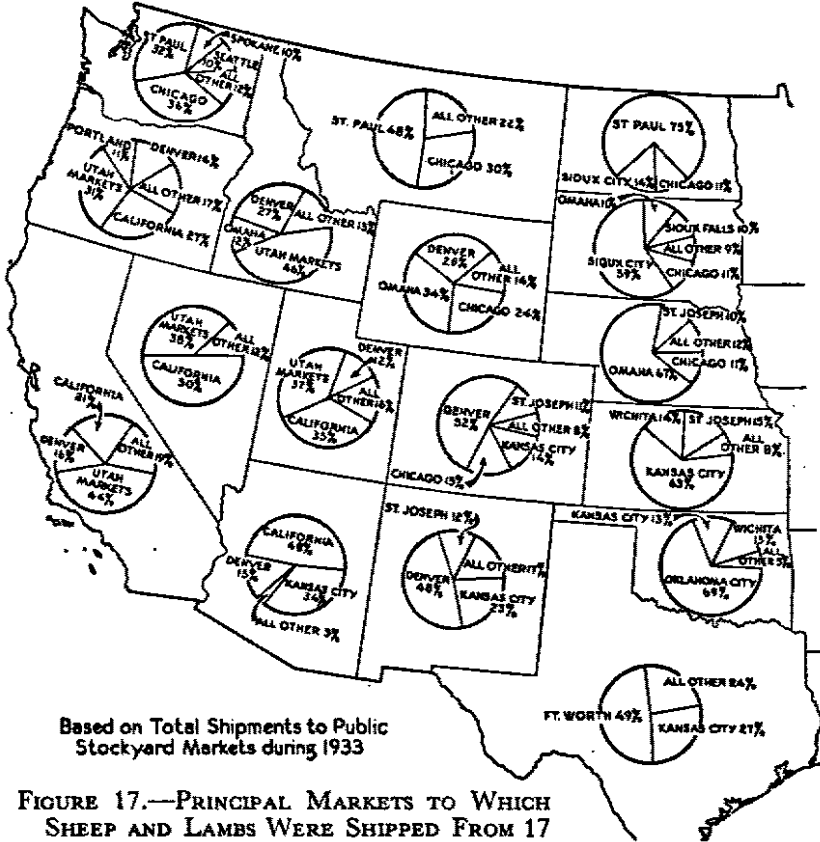 ST PAUL
32%
SPOKANE 10%
SEATTLE
10%
ALL
OTHER 12%
CHICAGO
36%
ST. PAUL 48%
ALL OTHER 22%
CHICAGO 30%
ST PAUL 75%
SIOUX CITY 14%
CHICAGO 11%
PORTLAND
11%
DENVER 14%
UTAH
MARKETS
31%
ALL OTHER 17%
CALIFORNIA 27%
DENVER
27%
ALL OTHER 15%
OMAHA
12%
UTAH MARKETS
46%
DENVER
28%
ALL
OTHER 14%
OMAHA 34%
CHICAGO 24%
OMAHA 10%
SIOUX FALLS 10%
ALL OTHER 9%
SIOUX CITY
59%
CHICAGO 11%
ST. JOSEPH 10%
ALL OTHER 12%
CHICAGO 11%
OMAHA 67%
UTAH
MARKETS
38%
ALL
OTHER 12%
CALIFORNIA
50%
DENVER
12%
UTAH
MARKETS
37%
ALL
OTHER 16%
CALIFORNIA
35%
DENVER
52%
ST. JOSEPH 11%
ALL OTHER 8%
KANSAS CITY
14%
CHICAGO 15%
WICHITA 14%
ST. JOSEPH 15%
ALL
OTHER 8%
KANSAS CITY
63%
CALIFORNIA
21%
DENVER
16%
ALL
OTHER 19%
UTAH
MARKETS
44%
CALIFORNIA
48%
DENVER
15%
KANSAS CITY
34%
ALL OTHER 3%
ST. JOSEPH 12%
ALL OTHER 17%
DENVER
48%
KANSAS CITY
23%
KANSAS CITY 13%
WICHITA
15%
ALL
OTHER 3%
OKLAHOMA CITY
69%
FT. WORTH 49%
ALL OTHER 24%
KANSAS CITY 27%
Based on Total Shipments to Public
Stockyard Markets during 1933
FIGURE 17.—PRINCIPAL MARKETS TO WHICH
SHEEP AND LAMBS WERE SHIPPED FROM 17